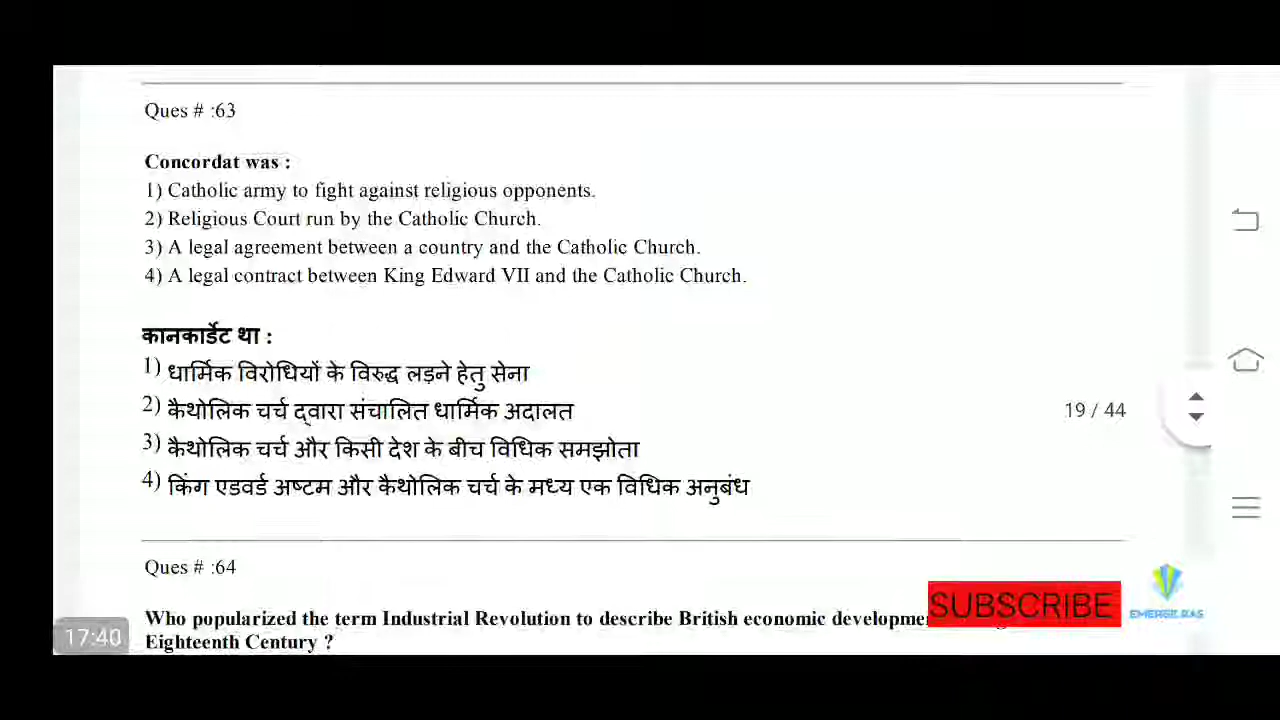 Ques # :63
Concordat was :
1) Catholic army to fight against religious opponents.
2) Religious Court run by the Catholic Church.
3) A legal agreement between a country and the Catholic Church.
4) A legal contract between King Edward VII and the Catholic Church.
कानकार्डेट था :
1) धार्मिक विरोधियों के विरुद्ध लड़ने हेतु सेना
2) कैथोलिक चर्च द्वारा संचालित धार्मिक अदालत
19 / 44
3) कैथोलिक चर्च और किसी देश के बीच विधिक समझोता
4) किंग एडवर्ड अष्टम और कैथोलिक चर्च के मध्य एक विधिक अनुबंध
Ques # :64
Who popularized the term Industrial Revolution to describe British economic
SUBSCRIBE
EMERGE RAS
17:40
Eighteenth Century ?